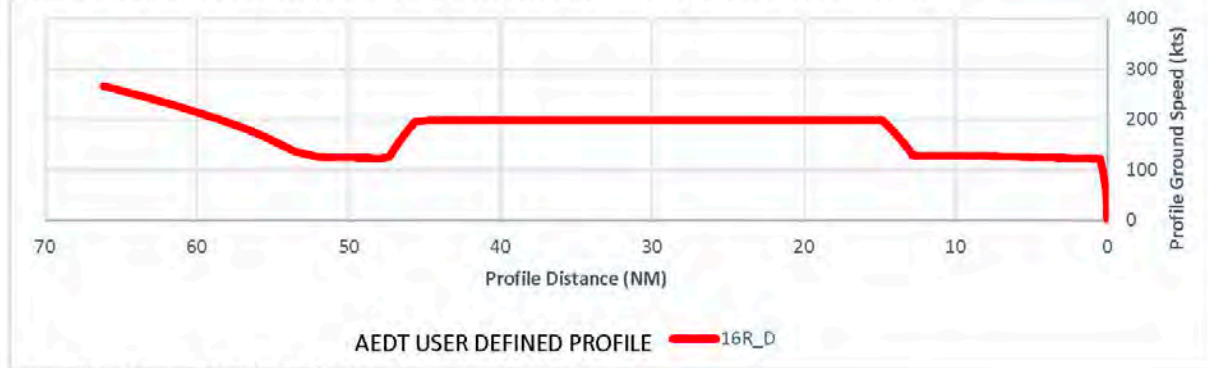 400
300
200
100
0
Profile Ground Speed (kts)
70 60 50 40 30 20 10 0
Profile Distance (NM)
AEDT USER DEFINED PROFILE 16R_D